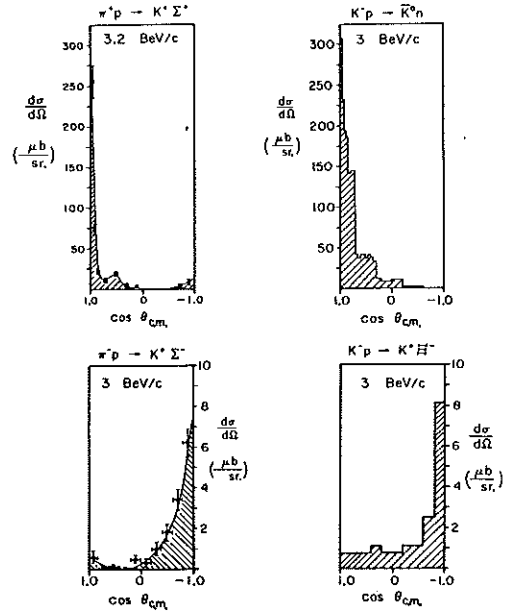 π⁺p → K⁺ Σ⁺
3.2 BeV/c
300
250
200
150
100
50
dσ
dΩ
(μb
sr.)
1.0 0 -1.0
cos θc.m.
K⁻p → K̄°n
3 BeV/c
300
250
200
150
100
50
dσ
dΩ
(μb
sr.)
1.0 0 -1.0
cos θc.m.
π⁻p → K⁺ Σ⁻
3 BeV/c
10
8
6
4
2
dσ
dΩ
(μb
sr.)
1.0 0 -1.0
cos θc.m.
K⁻p → K⁺ Ξ⁻
3 BeV/c
10
8
6
4
2
dσ
dΩ
(μb
sr.)
1.0 0 -1.0
cos θc.m.